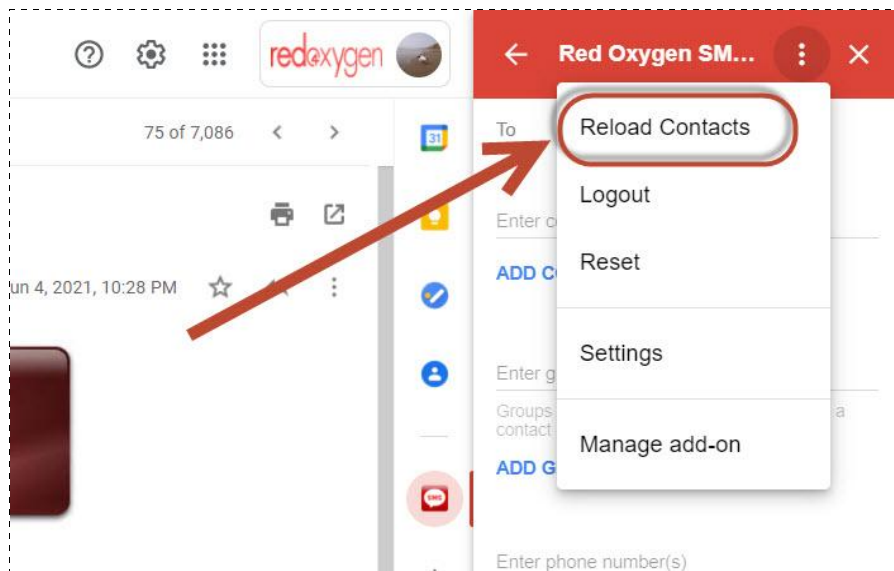 redoxygen
Red Oxygen SM...
75 of 7,086
31
To
Reload Contacts
Logout
Enter c
Reset
ADD C
un 4, 2021, 10:28 PM
Settings
Enter g
Groups a
contact
Manage add-on
ADD G
SMS
Enter phone number(s)